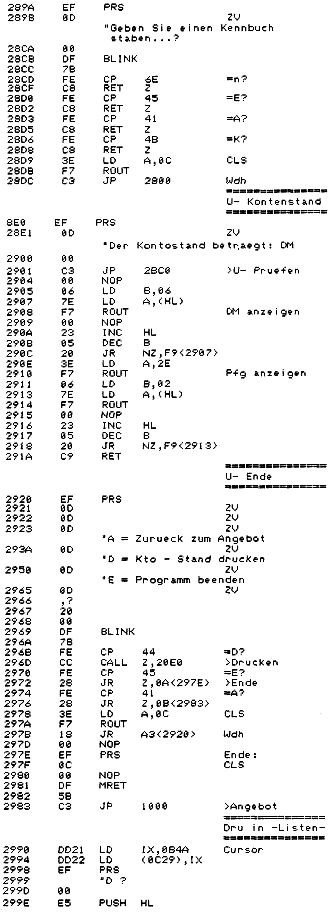 289A EF PRS
289B 0D ZV
"Geben Sie einen Kennbuch
staben...?
28CA 00
28CB DF BLINK
28CC 7B
28CD FE CP 6E =n?
28CF C8 RET Z
28D0 FE CP 45 =E?
28D2 C8 RET Z
28D3 FE CP 41 =A?
28D5 C8 RET Z
28D6 FE CP 4B =K?
28D8 C8 RET Z
28D9 3E LD A,0C CLS
28DB F7 ROUT
28DC C3 JP 2800 Wdh
===============
U- Kontenstand
===============
8E0 EF PRS
28E1 0D ZV
"Der Kontostand betraegt: DM
2900 00
2901 C3 JP 2BC0 >U- Pruefen
2904 00 NOP
2905 06 LD B,06
2907 7E LD A,(HL)
2908 F7 ROUT DM anzeigen
2909 00 NOP
290A 23 INC HL
290B 05 DEC B
290C 20 JR NZ,F9(2907)
290E 3E LD A,2E
2910 F7 ROUT Pfg anzeigen
2911 06 LD B,02
2913 7E LD A,(HL)
2914 F7 ROUT
2915 00 NOP
2916 23 INC HL
2917 05 DEC B
2918 20 JR NZ,F9(2913)
291A C9 RET
===============
U- Ende
===============
2920 EF PRS
2921 0D ZV
2922 0D ZV
2923 0D ZV
"A = Zurueck zum Angebot
293A 0D ZV
"D = Kto - Stand drucken
2950 0D ZV
"E = Programm beenden
2965 0D ZV
2966 ,?
2967 20
2968 00
2969 DF BLINK
296A 7B
296B FE CP 44 =D?
296D CC CALL Z,20E0 >Drucken
2970 FE CP 45 =E?
2972 28 JR Z,0A(297E) >Ende
2974 FE CP 41 =A?
2976 28 JR Z,0B(2983)
2978 3E LD A,0C CLS
297A F7 ROUT
297B 18 JR A3(2920) Wdh
297D 00 NOP
297E EF PRS Ende:
297F 0C CLS
2980 00 NOP
2981 DF MRET
2982 5B
2983 C3 JP 1000 >Angebot
===============
Dru in -Listen-
===============
2990 DD21 LD IX,0B4A Cursor
2994 DD22 LD (0C29),IX
2998 EF PRS
2999 "D ?
299D 00
299E E5 PUSH HL